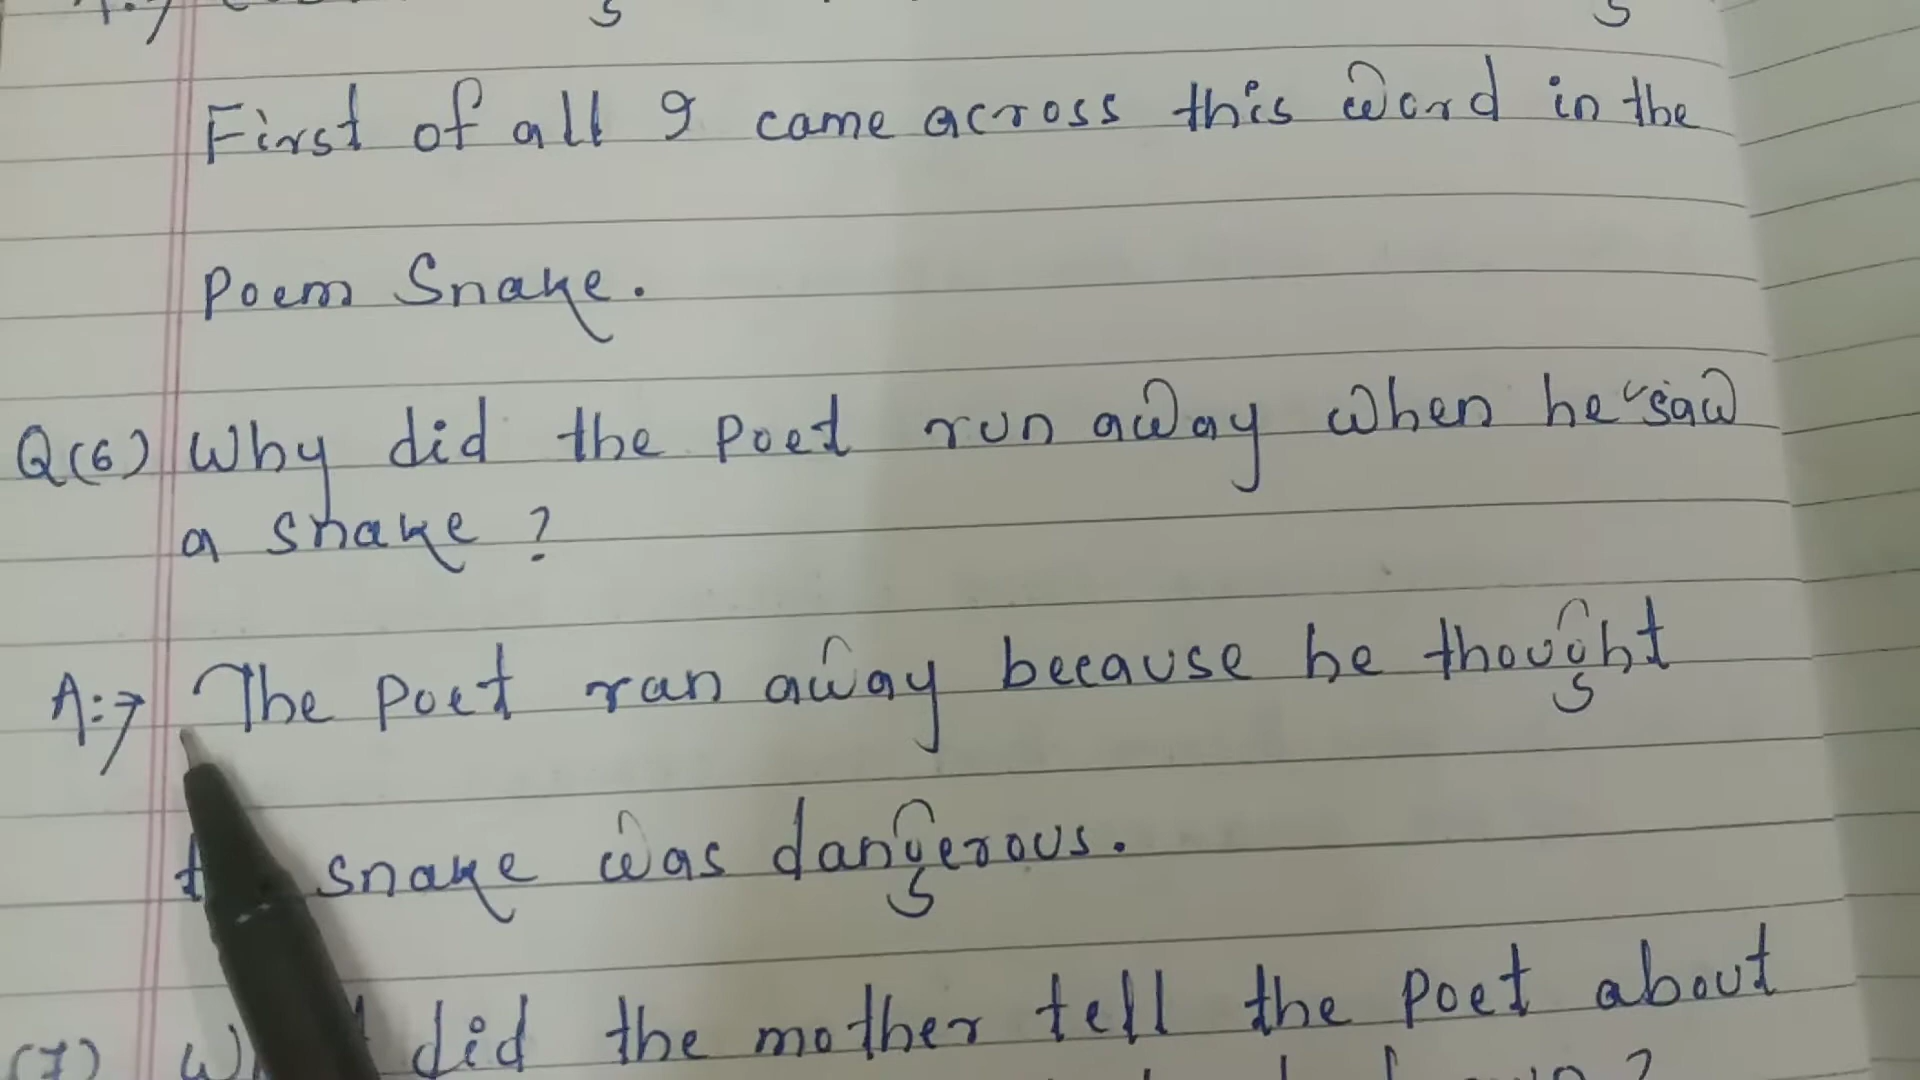 First of all I came across this word in the
Poem Snake.
Q(6) Why did the Poet run away when he saw
a snake ?
A:→ The Poet ran away because he thought
snake was dangerous.
(7) did the mother tell the Poet about
?